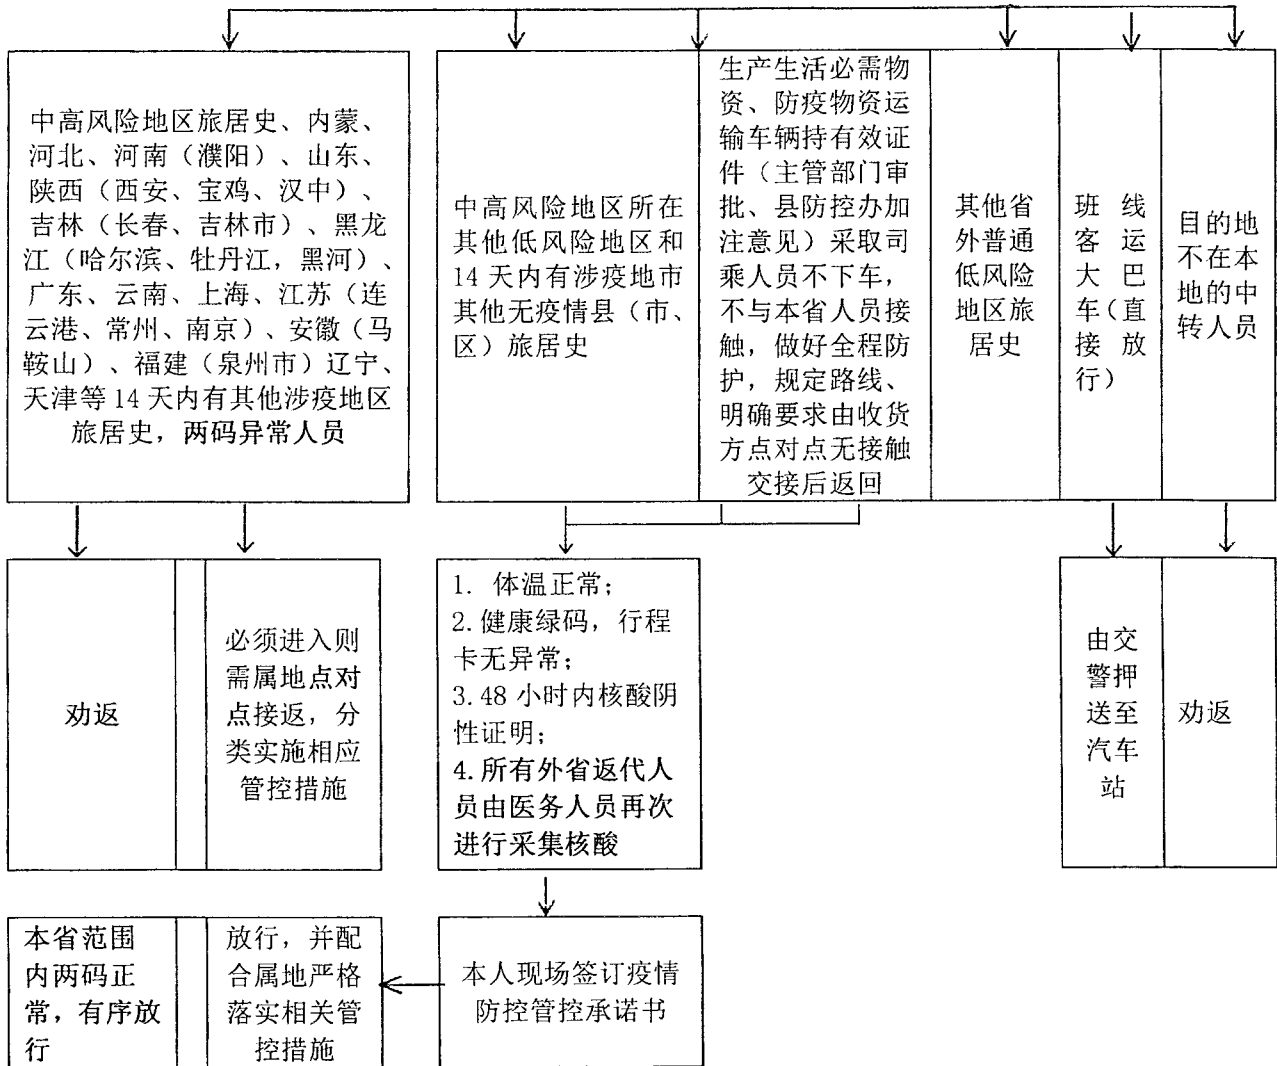 中高风险地区旅居史、内蒙、
河北、河南（濮阳）、山东、
陕西（西安、宝鸡、汉中）、
吉林（长春、吉林市）、黑龙
江（哈尔滨、牡丹江，黑河）、
广东、云南、上海、江苏（连
云港、常州、南京）、安徽（马
鞍山）、福建（泉州市）辽宁、
天津等14天内有其他涉疫地区
旅居史，两码异常人员
中高风险地区所在
其他低风险地区和
14天内有涉疫地市
其他无疫情县（市、
区）旅居史
生产生活必需物
资、防疫物资运
输车辆持有效证
件（主管部门审
批、县防控办加
注意见）采取司
乘人员不下车，
不与本省人员接
触，做好全程防
护，规定路线、
明确要求由收货
方点对点无接触
交接后返回
其他省
外普通
低风险
地区旅
居史
班线
客运
大巴
车（直
接放
行）
目的地
不在本
地的中
转人员
劝返
必须进入则
需属地点对
点接返，分
类实施相应
管控措施
1. 体温正常；
2.健康绿码，行程
卡无异常；
3.48小时内核酸阴
性证明；
4.所有外省返代人
员由医务人员再次
进行采集核酸
由交
警押
送至
汽车
站
劝返
本省范围
内两码正
常，有序放
行
放行，并配
合属地严格
落实相关管
控措施
本人现场签订疫情
防控管控承诺书